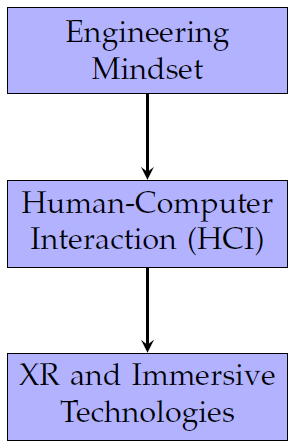 Engineering
Mindset
Human-Computer
Interaction (HCI)
XR and Immersive
Technologies